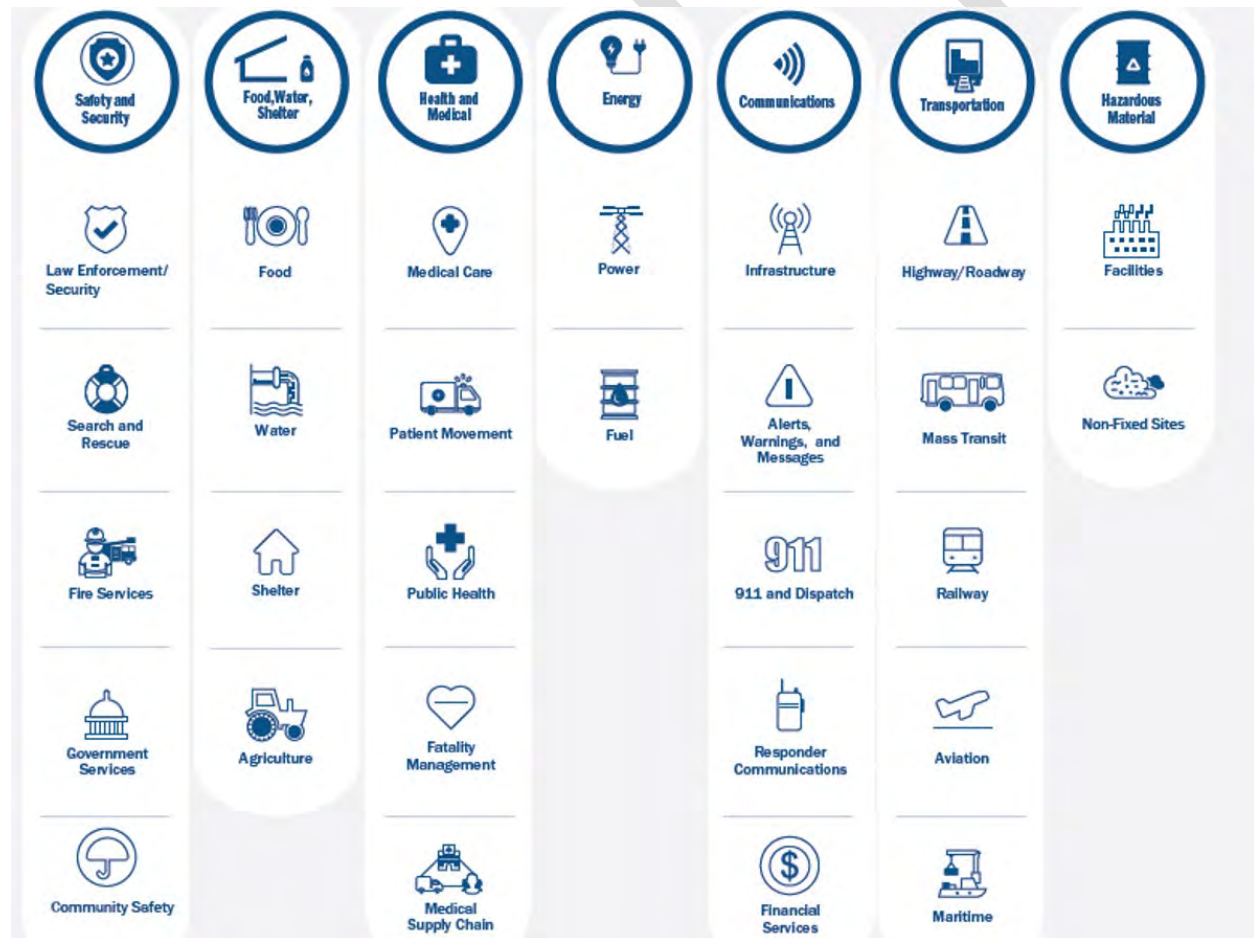 Safety and
Security
Food,Water,
Shelter
Health and
Medical
Energy
Communications
Transportation
Hazardous
Material
Law Enforcement/
Security
Food
Medical Care
Power
Infrastructure
Highway/Roadway
Facilities
Search and
Rescue
Water
Patient Movement
Fuel
Alerts,
Warnings, and
Messages
Mass Transit
Non-Fixed Sites
Fire Services
Shelter
Public Health
911
911 and Dispatch
Railway
Government
Services
Agriculture
Fatality
Management
Responder
Communications
Aviation
Community Safety
Medical
Supply Chain
$
Financial
Services
Maritime